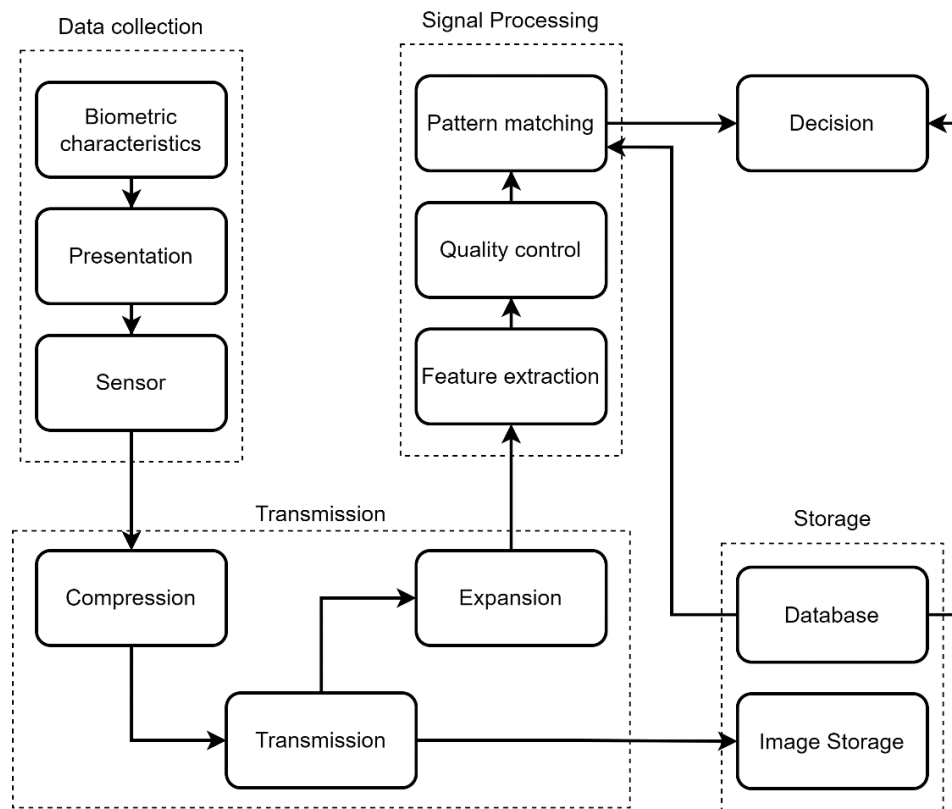 Data collection
Biometric
characteristics
Presentation
Sensor
Signal Processing
Pattern matching
Quality control
Feature extraction
Decision
Transmission
Compression
Expansion
Transmission
Storage
Database
Image Storage